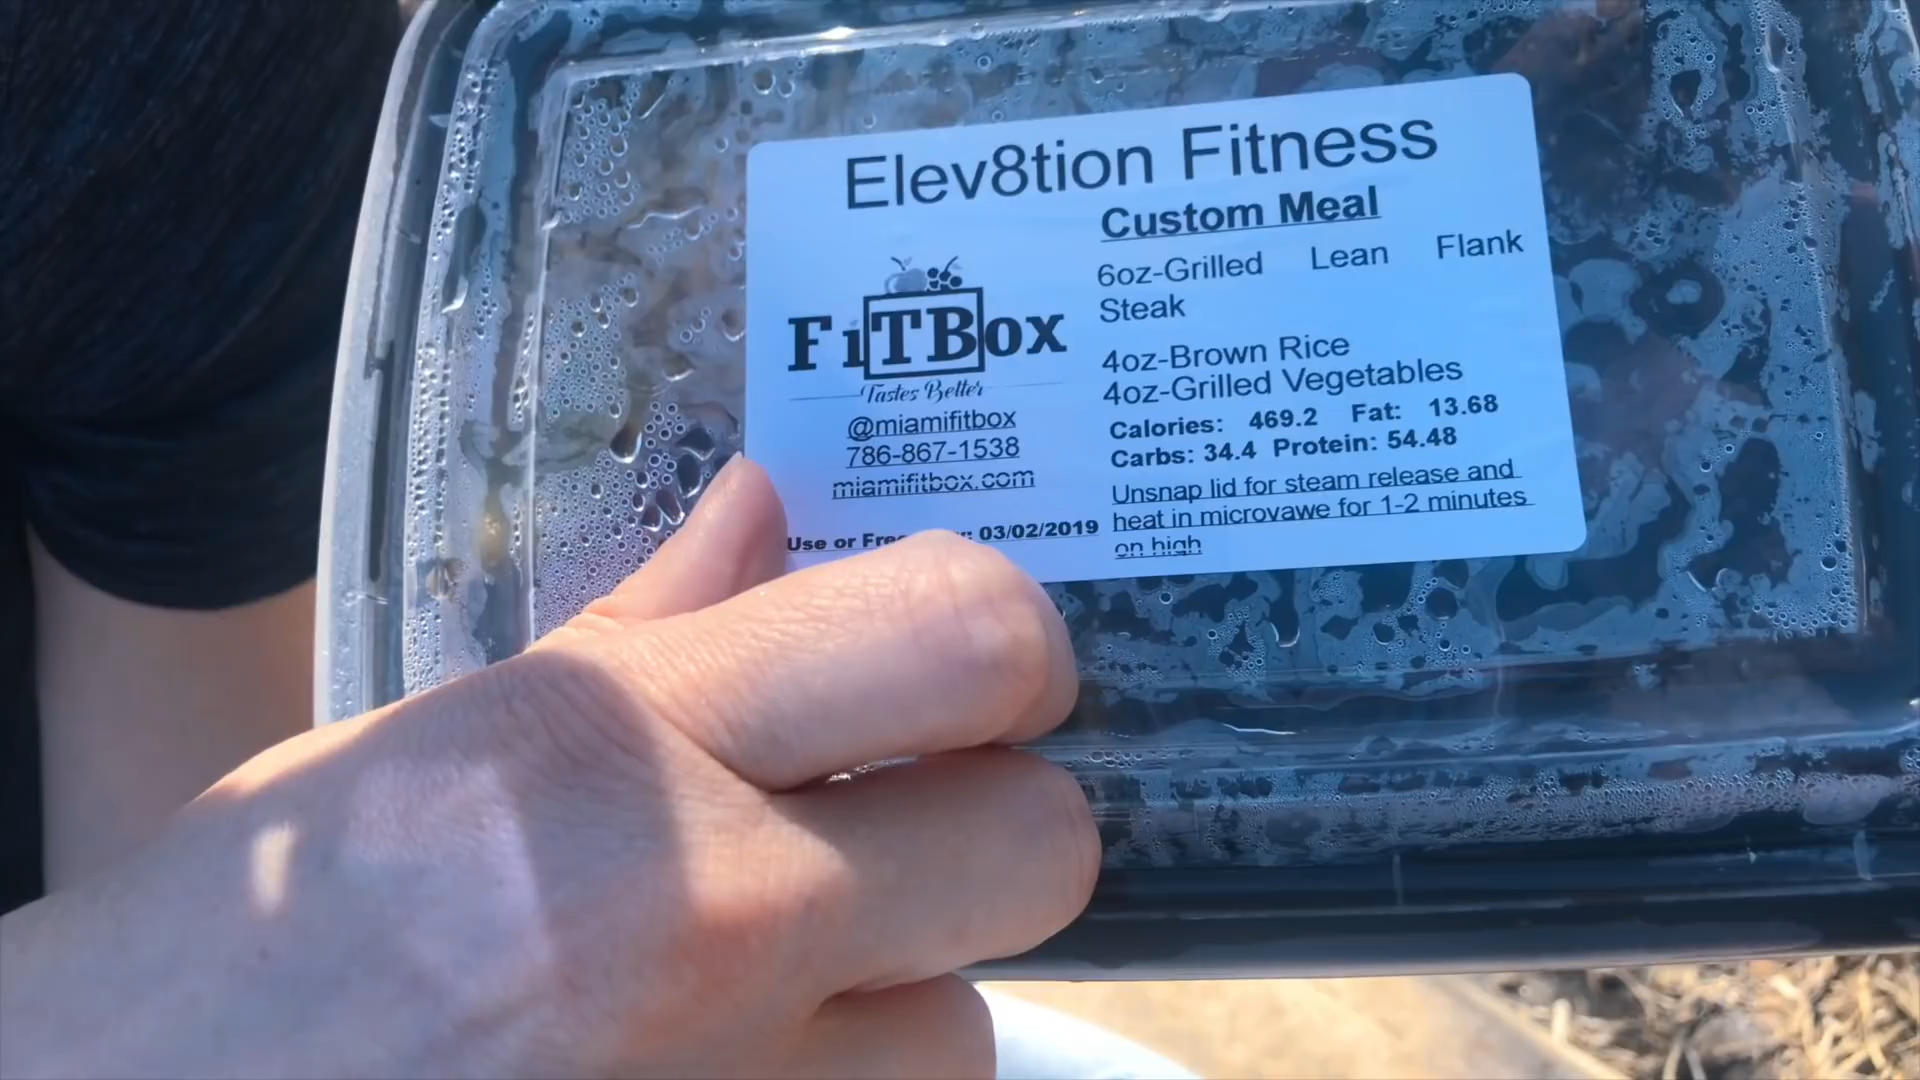 Elev8tion Fitness
Custom Meal
6oz-Grilled Lean Flank
Steak
4oz-Brown Rice
4oz-Grilled Vegetables
Calories: 469.2 Fat: 13.68
Carbs: 34.4 Protein: 54.48
Unsnap lid for steam release and
heat in microvawe for 1-2 minutes
on high
FiTBox
Tastes Better
@miamifitbox
786-867-1538
miamifitbox.com
Use or 03/02/2019